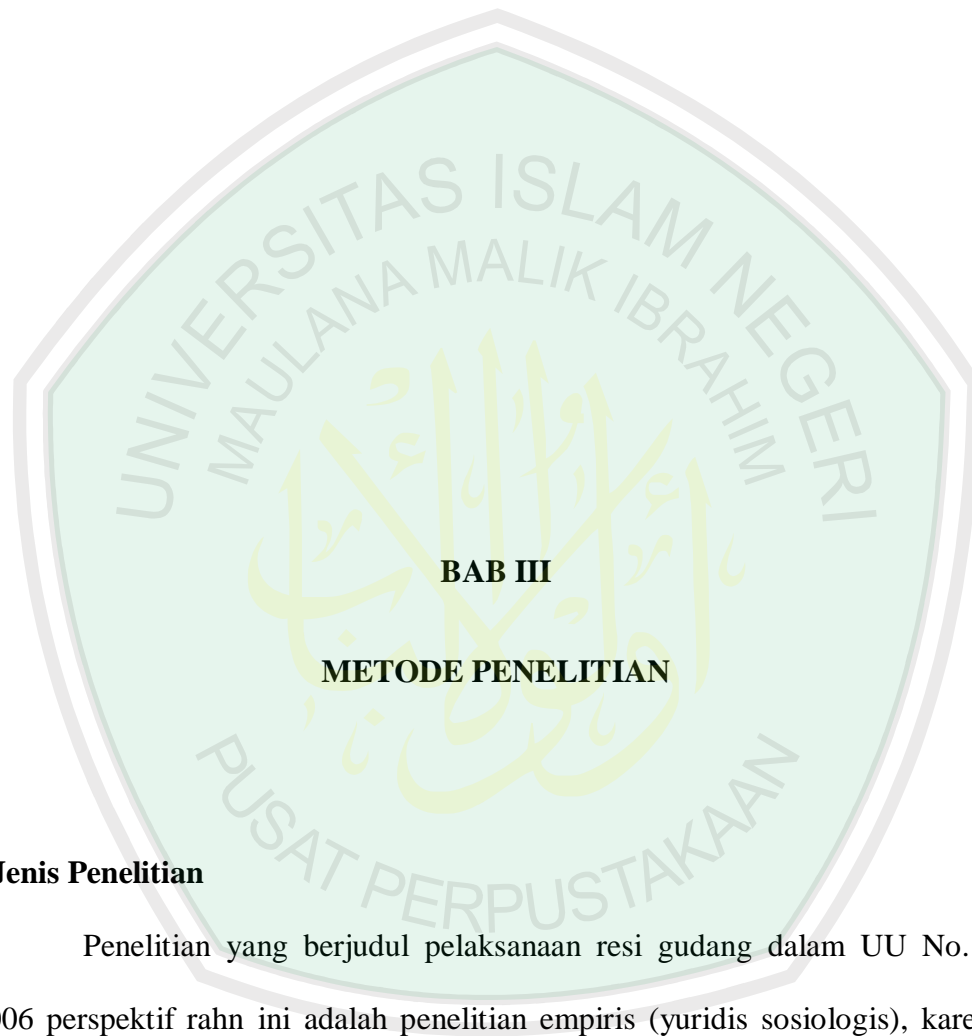 UNIVERSITAS ISLAM NEGERI
MAULANA MALIK IBRAHIM
BAB III
METODE PENELITIAN
PUSAT PERPUSTAKAAN
Jenis Penelitian
Penelitian yang berjudul pelaksanaan resi gudang dalam UU No.
06 perspektif rahn ini adalah penelitian empiris (yuridis sosiologis), kare